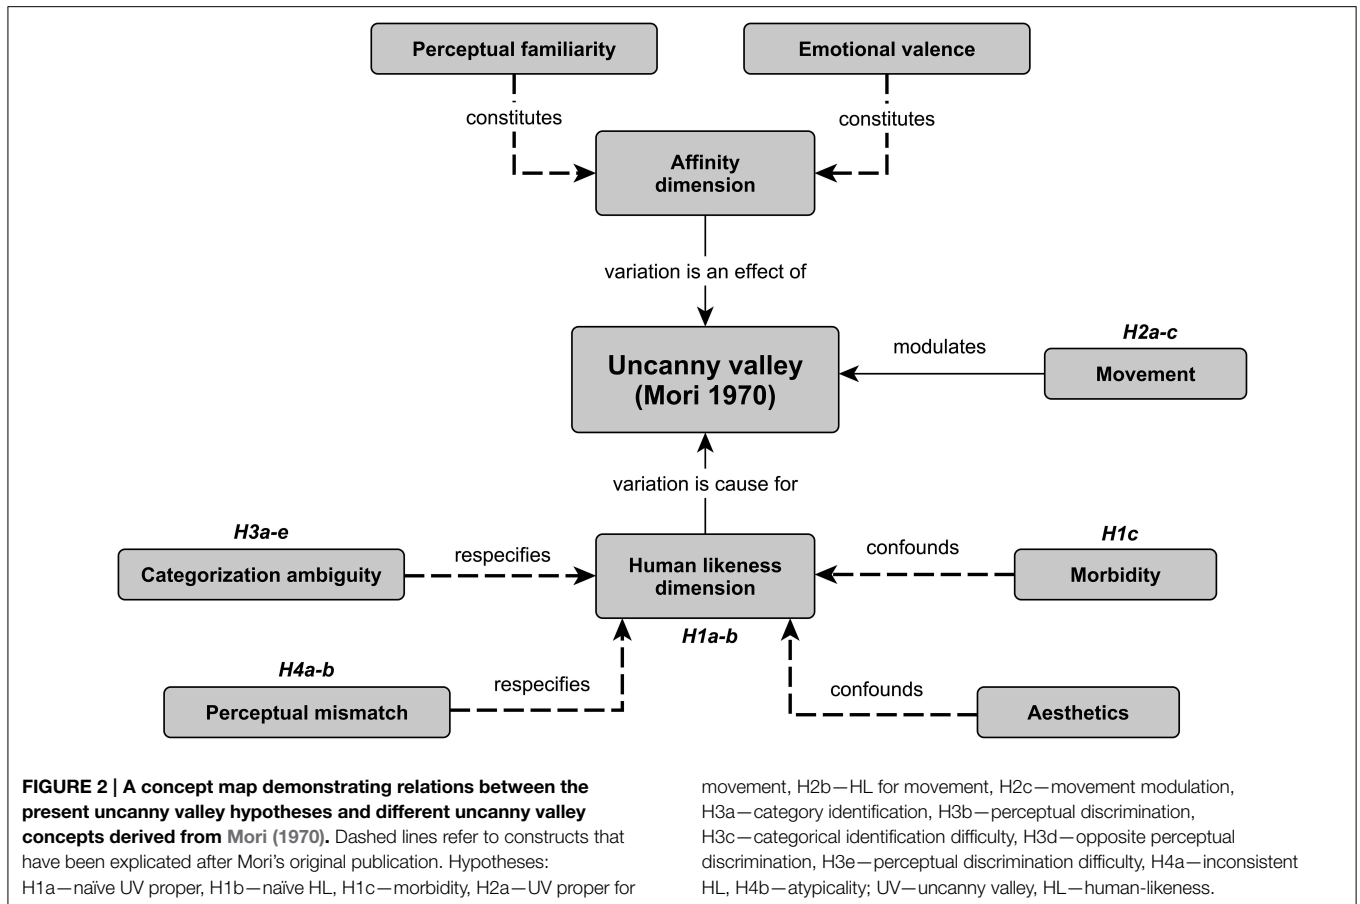 Perceptual familiarity
Emotional valence
constitutes
constitutes
Affinity
dimension
variation is an effect of
Uncanny valley
(Mori 1970)
modulates
H2a-c
Movement
variation is cause for
H3a-e
Categorization ambiguity
respecifies
Human likeness
dimension
H1a-b
confounds
H1c
Morbidity
H4a-b
Perceptual mismatch
respecifies
confounds
Aesthetics
FIGURE 2 | A concept map demonstrating relations between the
present uncanny valley hypotheses and different uncanny valley
concepts derived from Mori (1970). Dashed lines refer to constructs that
have been explicated after Mori's original publication. Hypotheses:
H1a—naïve UV proper, H1b—naïve HL, H1c—morbidity, H2a—UV proper for
movement, H2b—HL for movement, H2c—movement modulation,
H3a—category identification, H3b—perceptual discrimination,
H3c—categorical identification difficulty, H3d—opposite perceptual
discrimination, H3e—perceptual discrimination difficulty, H4a—inconsistent
HL, H4b—atypicality; UV—uncanny valley, HL—human-likeness.